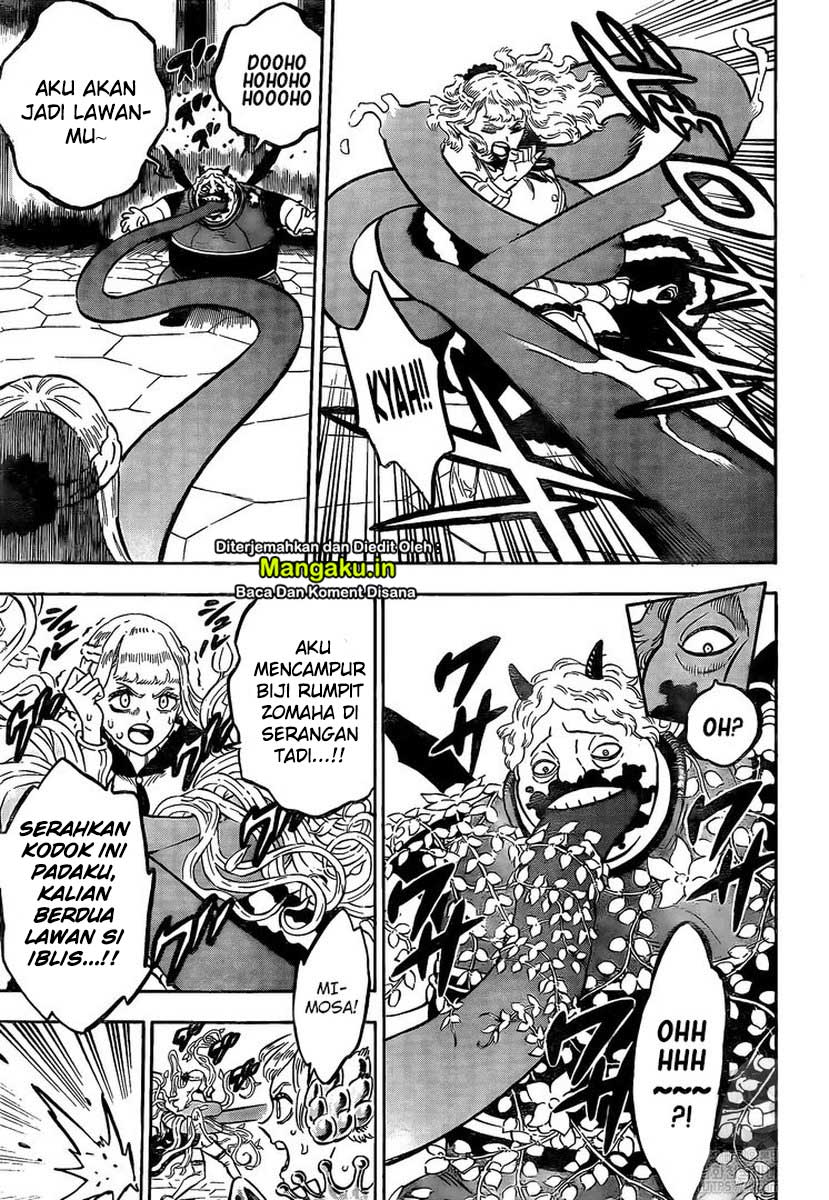 KYAH!!
DOOHO
HOHOHO
HOOOHO
AKU AKAN
JADI LAWAN-
MU~
Diterjemahkan dan Diedit Oleh :
Mangaku.in
Baca Dan Koment Disana
OH?
OHH
HHH
~~~
?!
AKU
MENCAMPUR
BIJI RUMPIT
ZOMAHA DI
SERANGAN
TADI...!!
SERAHKAN
KODOK INI
PADAKU,
KALIAN
BERDUA
LAWAN SI
IBLIS...!!
MI-
MOSA!